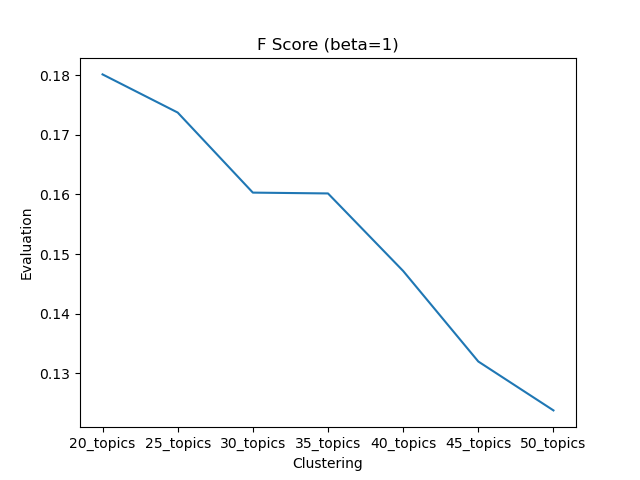 F Score (beta=1)
0.18
0.17
0.16
0.15
0.14
0.13
Evaluation
20_topics 25_topics 30_topics 35_topics 40_topics 45_topics 50_topics
Clustering